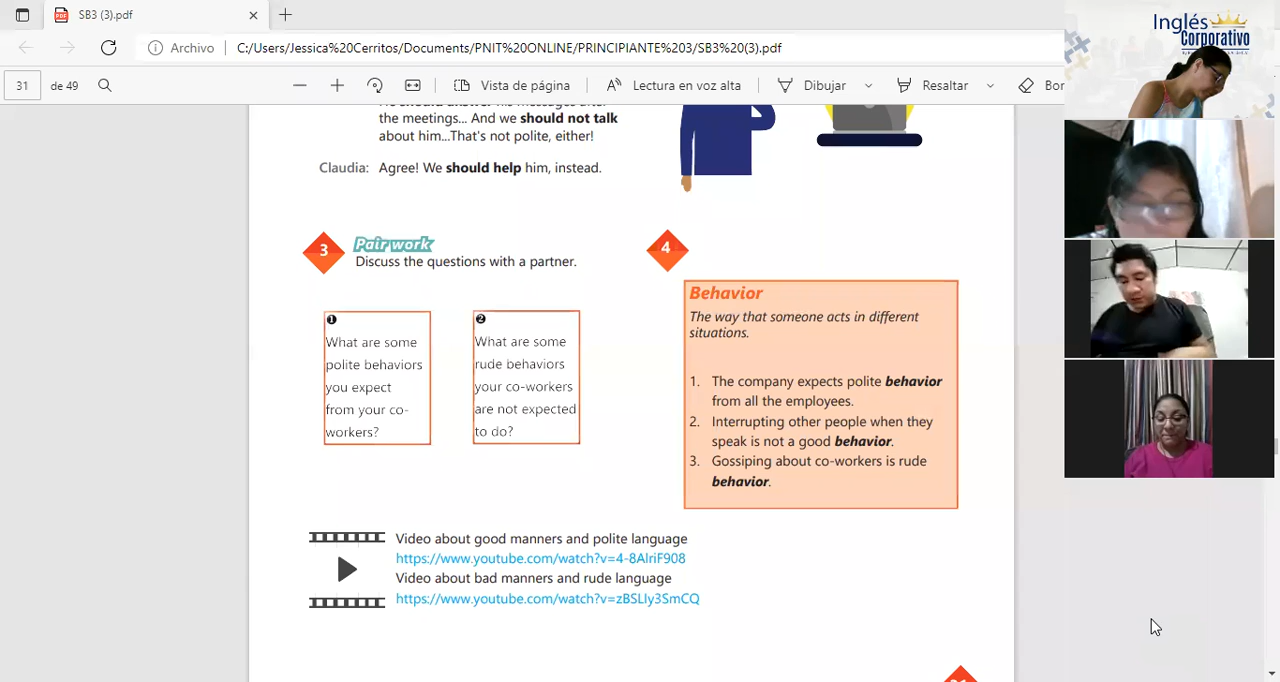 SB3 (3).pdf
Archivo
C:/Users/Jessica%20Cerritos/Documents/PNIT%20ONLINE/PRINCIPIANTE%203/SB3%20(3).pdf
31 de 49
Vista de página
Lectura en voz alta
Dibujar
Resaltar
Bor
Inglés
Corporativo
should answer his messages after
the meetings... And we should not talk
about him...That's not polite, either!
Claudia: Agree! We should help him, instead.
3
Pair work
Discuss the questions with a partner.
1
What are some
polite behaviors
you expect
from your co-
workers?
2
What are some
rude behaviors
your co-workers
are not expected
to do?
4
Behavior
The way that someone acts in different
situations.
1. The company expects polite behavior
from all the employees.
2. Interrupting other people when they
speak is not a good behavior.
3. Gossiping about co-workers is rude
behavior.
Video about good manners and polite language
https://www.youtube.com/watch?v=4-8AlriF908
Video about bad manners and rude language
https://www.youtube.com/watch?v=zBSLIy3SmCQ